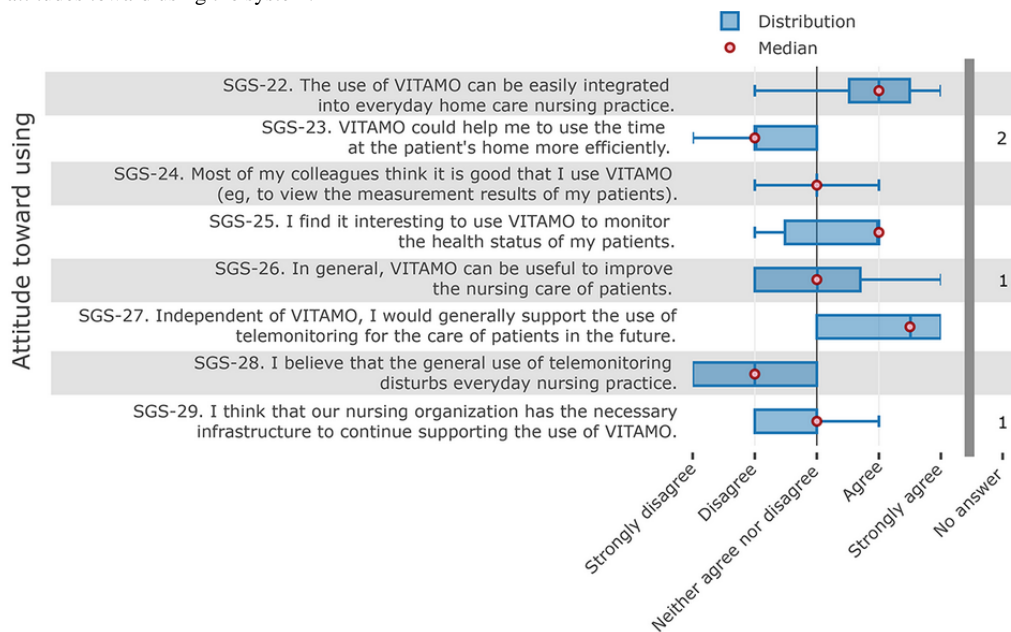 Distribution
Median
Attitude toward using
SGS-22. The use of VITAMO can be easily integrated
into everyday home care nursing practice.
SGS-23. VITAMO could help me to use the time
at the patient's home more efficiently.
2
SGS-24. Most of my colleagues think it is good that I use VITAMO
(eg, to view the measurement results of my patients).
SGS-25. I find it interesting to use VITAMO to monitor
the health status of my patients.
SGS-26. In general, VITAMO can be useful to improve
the nursing care of patients.
1
SGS-27. Independent of VITAMO, I would generally support the use of
telemonitoring for the care of patients in the future.
SGS-28. I believe that the general use of telemonitoring
disturbs everyday nursing practice.
SGS-29. I think that our nursing organization has the necessary
infrastructure to continue supporting the use of VITAMO.
1
Strongly disagree
Disagree
Neither agree nor disagree
Agree
Strongly agree
No answer